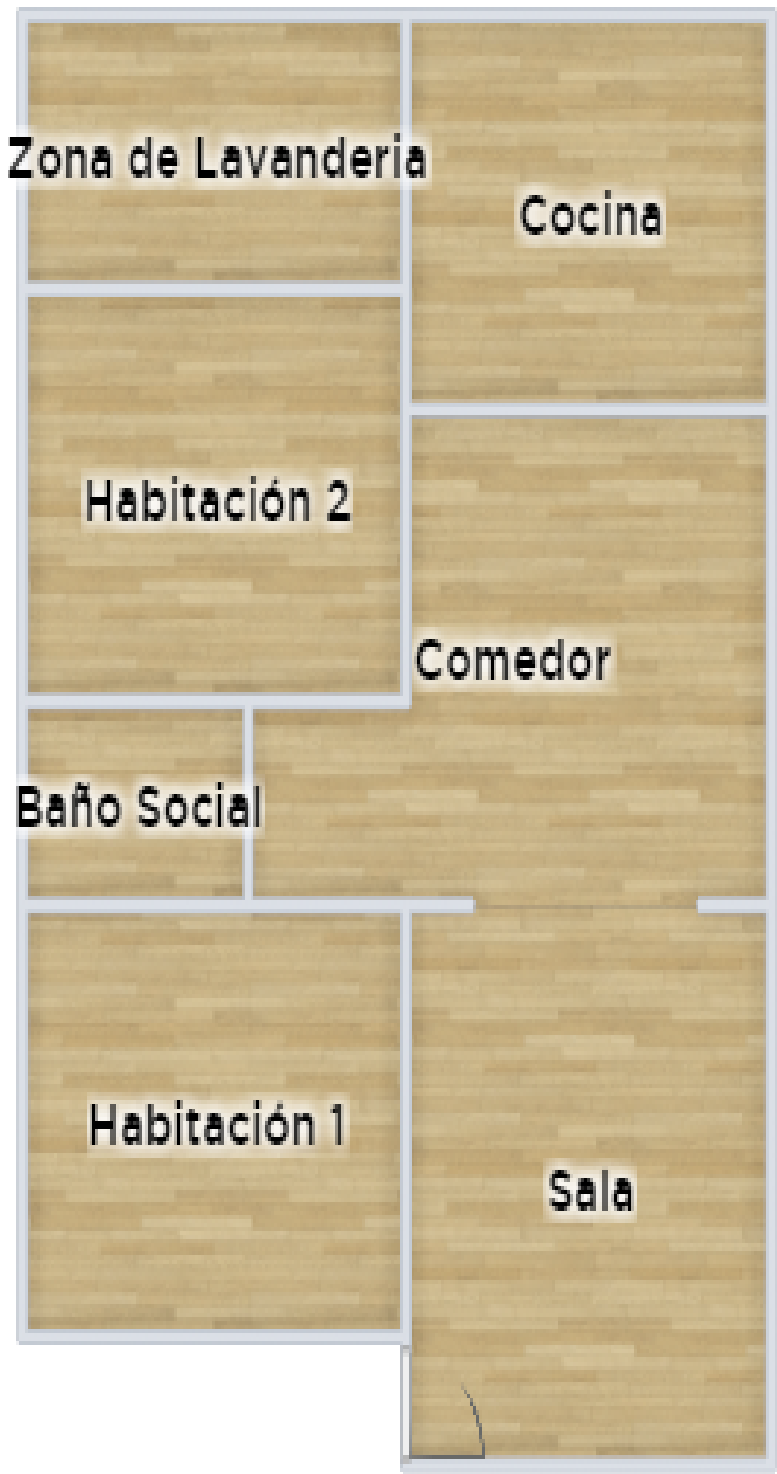 Zona de Lavanderia
Cocina
Habitación 2
Comedor
Baño Social
Habitación 1
Sala